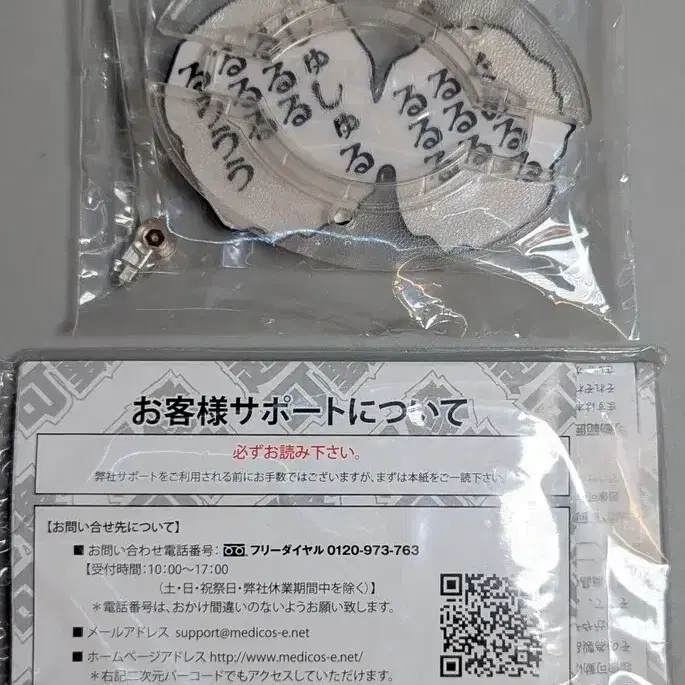 しゅしゅる
るるる
るるる
お客様サポートについて
必ずお読み下さい。
弊社サポートをご利用される前にお手数ではございますが、まずは本紙をご一読下さい。
【お問い合せ先について】
■ お問い合わせ電話番号: フリーダイヤル 0120-973-763
【受付時間:10:00～17:00
(土・日・祝祭日・弊社休業期間中を除く)】
＊電話番号は、おかけ間違いのないようお願い致します。
■ メールアドレス support@medicos-e.net
■ ホームページアドレス http://www.medicos-e.net/
＊右記二次元バーコードでもアクセスしていただけます。